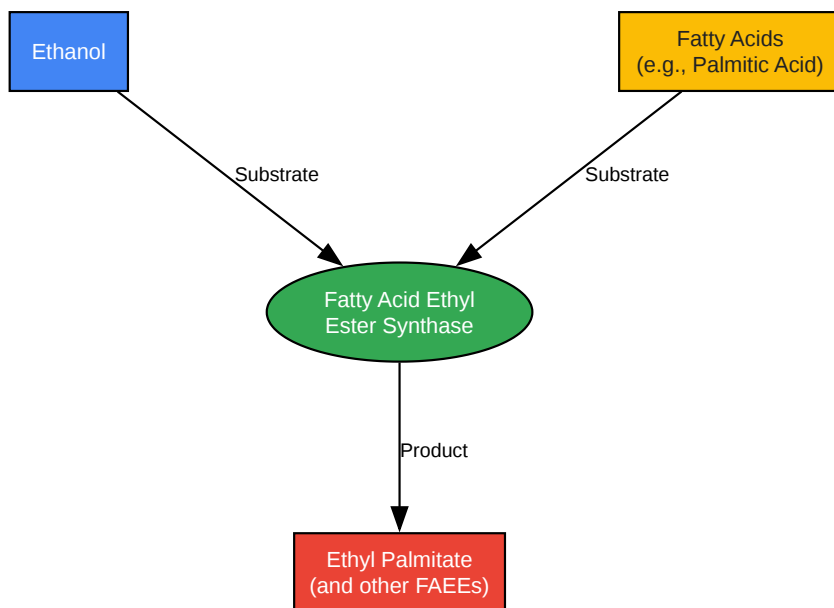 Ethanol
Fatty Acids
(e.g., Palmitic Acid)
Substrate
Substrate
Fatty Acid Ethyl
Ester Synthase
Product
Ethyl Palmitate
(and other FAEEs)